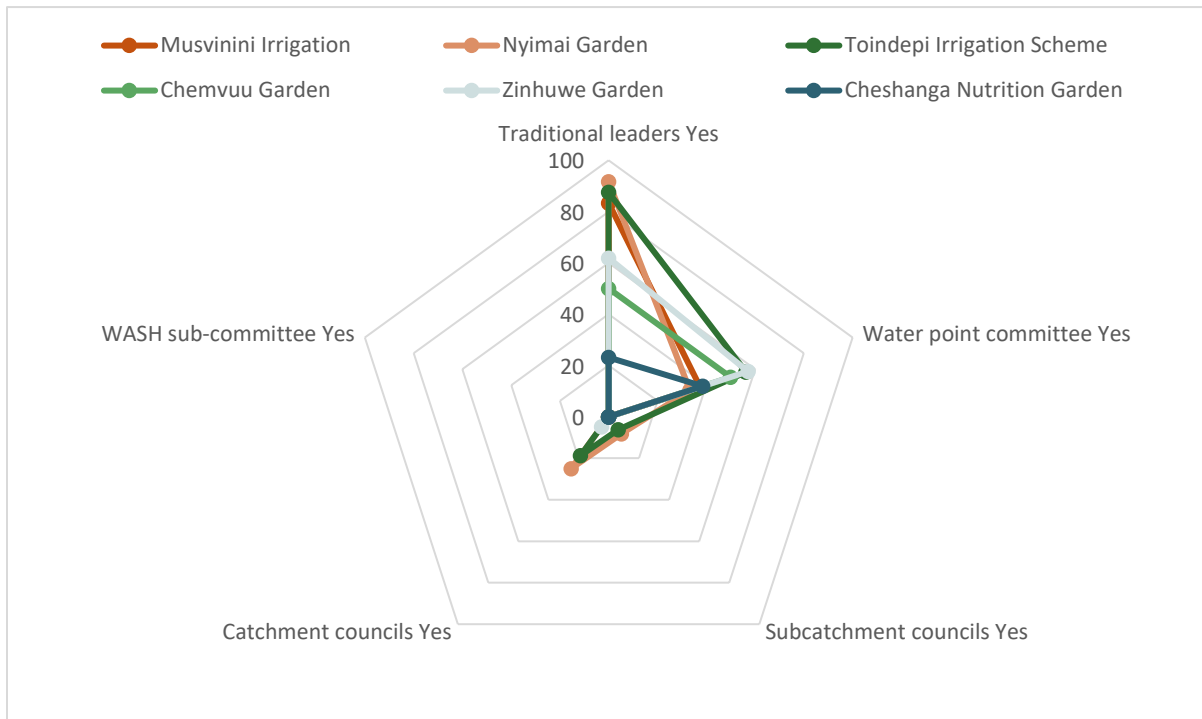 Musvinini Irrigation
Nyimai Garden
Toindepi Irrigation Scheme
Chemvuu Garden
Zinhuwe Garden
Cheshanga Nutrition Garden
Traditional leaders Yes
100
80
60
40
20
0
WASH sub-committee Yes
Water point committee Yes
Catchment councils Yes
Subcatchment councils Yes